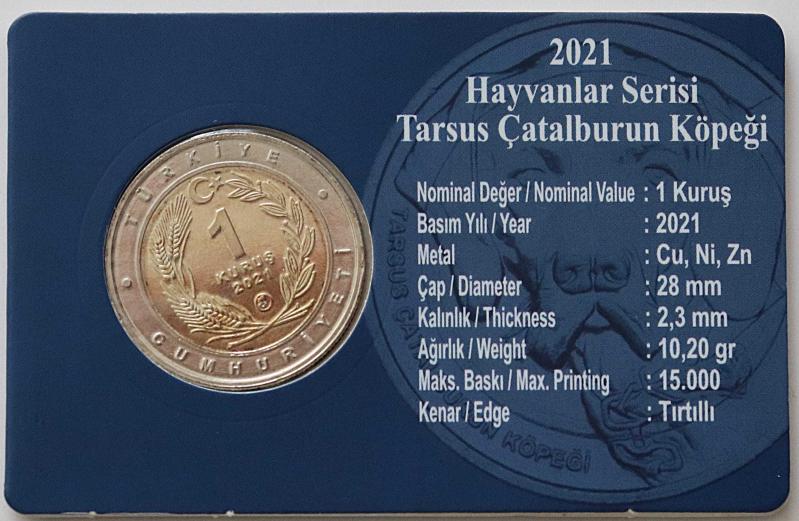 2021
Hayvanlar Serisi
Tarsus Çatalburun Köpeği
Nominal Değer / Nominal Value : 1 Kuruş
Basım Yılı / Year : 2021
Metal : Cu, Ni, Zn
Çap / Diameter : 28 mm
Kalınlık / Thickness : 2,3 mm
Ağırlık / Weight : 10,20 gr
Maks. Baskı / Max. Printing : 15.000
Kenar / Edge : Tırtıllı
TÜRKİYE
CUMHURİYETİ
1
KURUŞ
2021
TARSUS
KÖPEĞİ